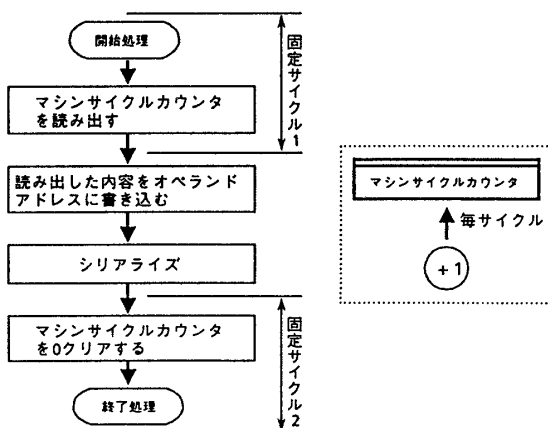 開始処理
マシンサイクルカウンタ
を読み出す
読み出した内容をオペランド
アドレスに書き込む
シリアライズ
マシンサイクルカウンタ
を0クリアする
終了処理
固定サイクル1
固定サイクル2
マシンサイクルカウンタ
毎サイクル
+1